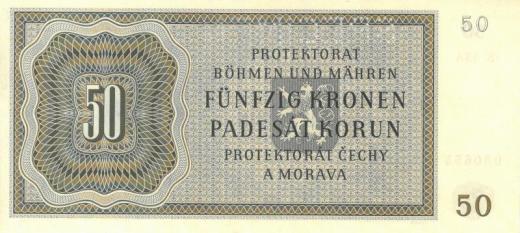 50
PROTEKTORAT
BÖHMEN UND MÄHREN
FÜNFZIG KRONEN
PADESÁT KORUN
PROTEKTORÁT ČECHY
A MORAVA
50
50